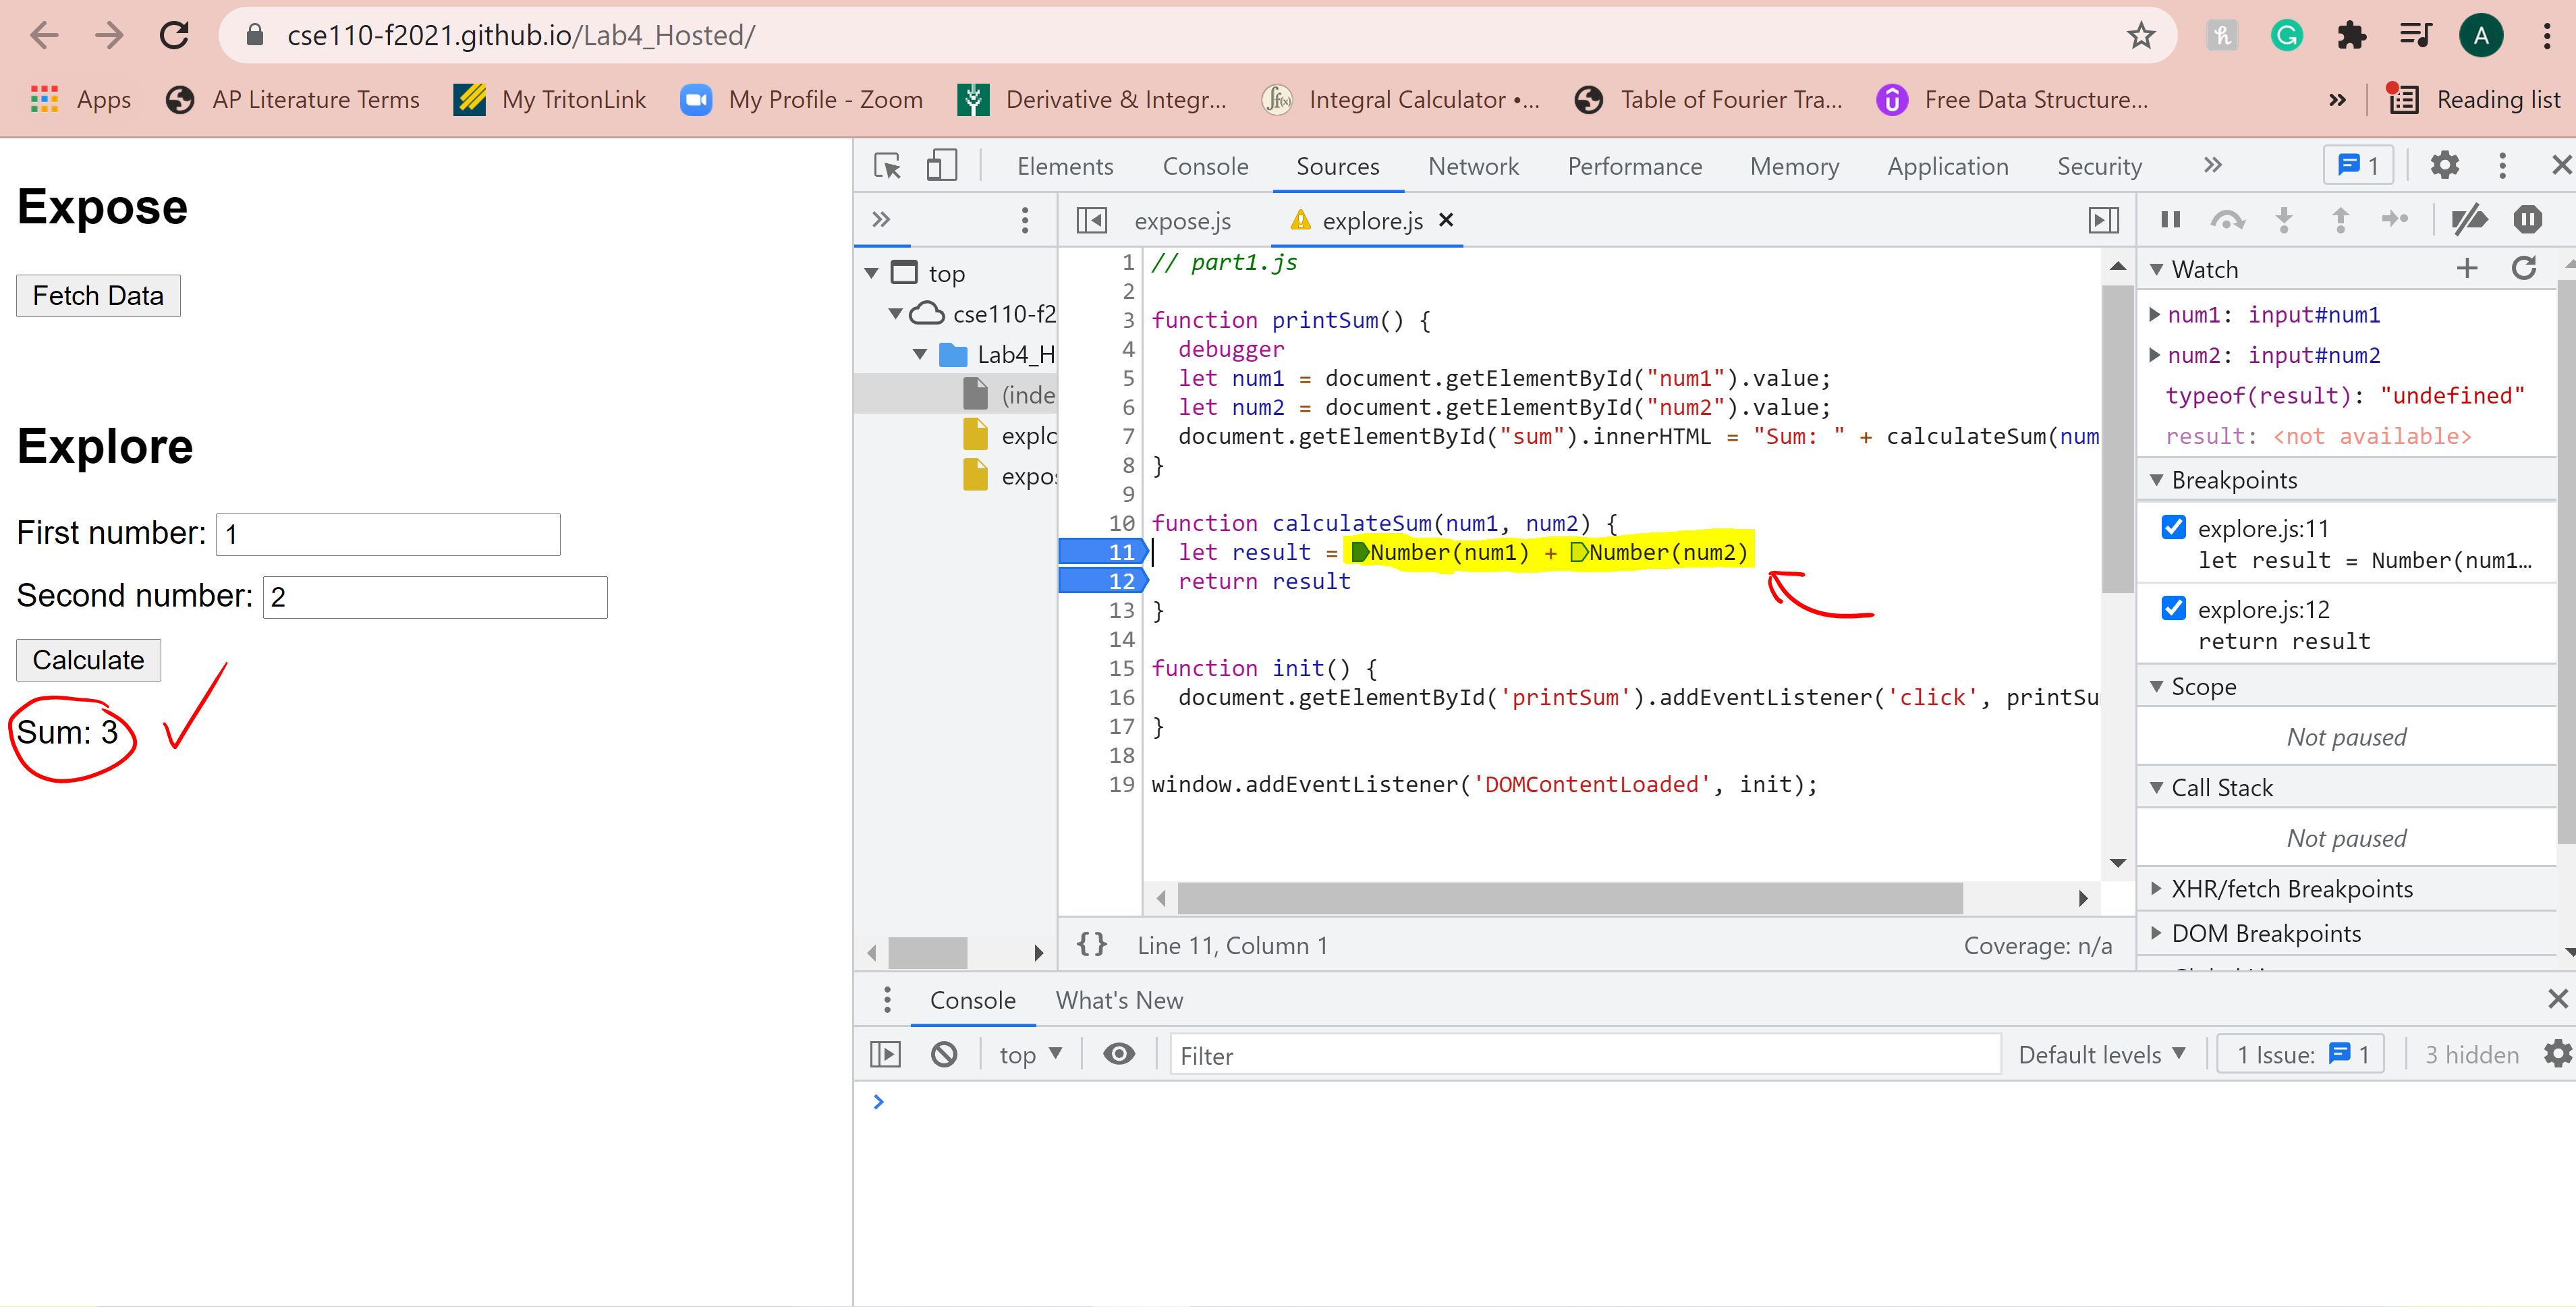 cse110-f2021.github.io/Lab4_Hosted/
A
Apps
AP Literature Terms
My TritonLink
My Profile - Zoom
Derivative & Integr...
Integral Calculator •...
Table of Fourier Tra...
Free Data Structure...
Reading list
Expose
Fetch Data
Explore
First number: 1
Second number: 2
Calculate
Sum: 3
Elements
Console
Sources
Network
Performance
Memory
Application
Security
1
top
cse110-f2
Lab4_H
(inde
explo
expo
expose.js
explore.js
1 // part1.js
2
3 function printSum() {
4 debugger
5 let num1 = document.getElementById("num1").value;
6 let num2 = document.getElementById("num2").value;
7 document.getElementById("sum").innerHTML = "Sum: " + calculateSum(num
8 }
9
10 function calculateSum(num1, num2) {
11 let result = Number(num1) + Number(num2)
12 return result
13 }
14
15 function init() {
16 document.getElementById('printSum').addEventListener('click', printSu
17 }
18
19 window.addEventListener('DOMContentLoaded', init);
{} Line 11, Column 1
Coverage: n/a
Watch
num1: input#num1
num2: input#num2
typeof(result): "undefined"
result: <not available>
Breakpoints
explore.js:11
let result = Number(num1...
explore.js:12
return result
Scope
Not paused
Call Stack
Not paused
XHR/fetch Breakpoints
DOM Breakpoints
Console
What's New
top
Filter
Default levels
1 Issue: 1
3 hidden